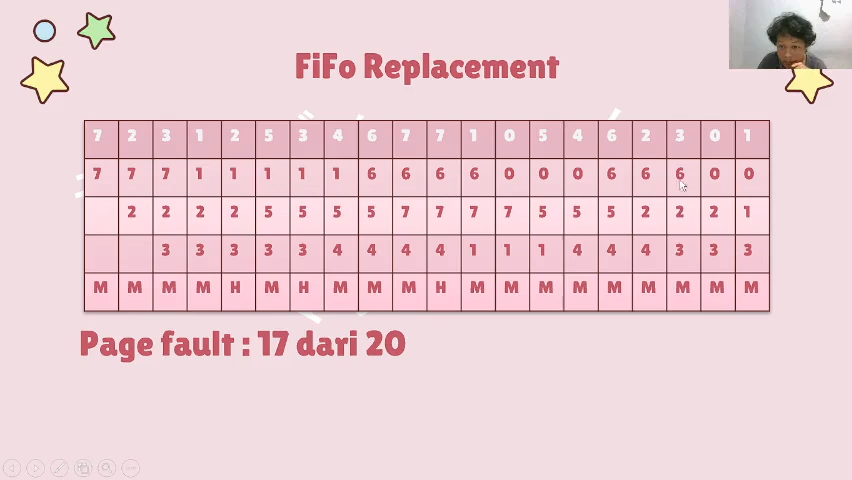 FiFo Replacement
7 2 3 1 2 5 3 4 6 7 7 1 0 5 4 6 2 3 0 1
7 7 7 1 1 1 1 1 6 6 6 6 0 0 0 6 6 6 0 0
2 2 2 2 5 5 5 5 7 7 7 7 5 5 5 2 2 2 1
3 3 3 3 3 4 4 4 4 1 1 1 4 4 4 3 3 3
M M M M H M H M M M H M M M M M M M M M
Page fault : 17 dari 20